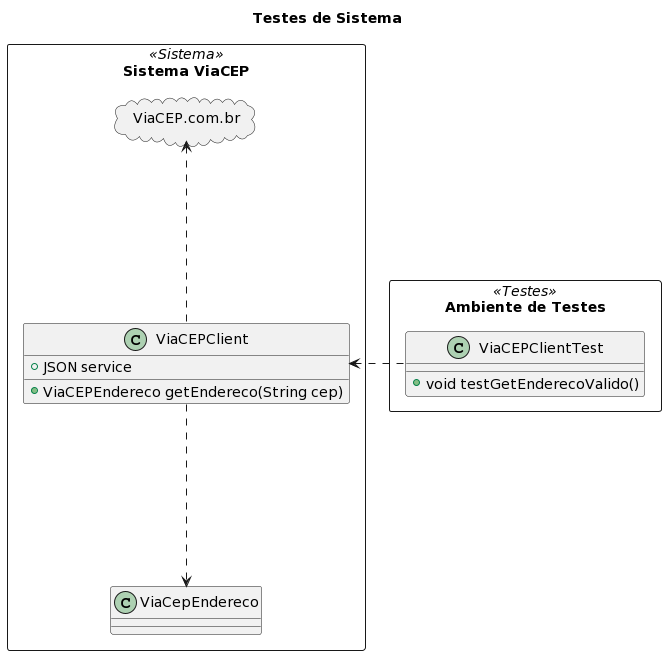 Testes de Sistema
«Sistema»
Sistema ViaCEP
ViaCEP.com.br
«Testes»
Ambiente de Testes
C ViaCEPClient
JSON service
ViaCEPEndereco getEndereco(String cep)
C ViaCEPClientTest
void testGetEnderecoValido()
C ViaCepEndereco